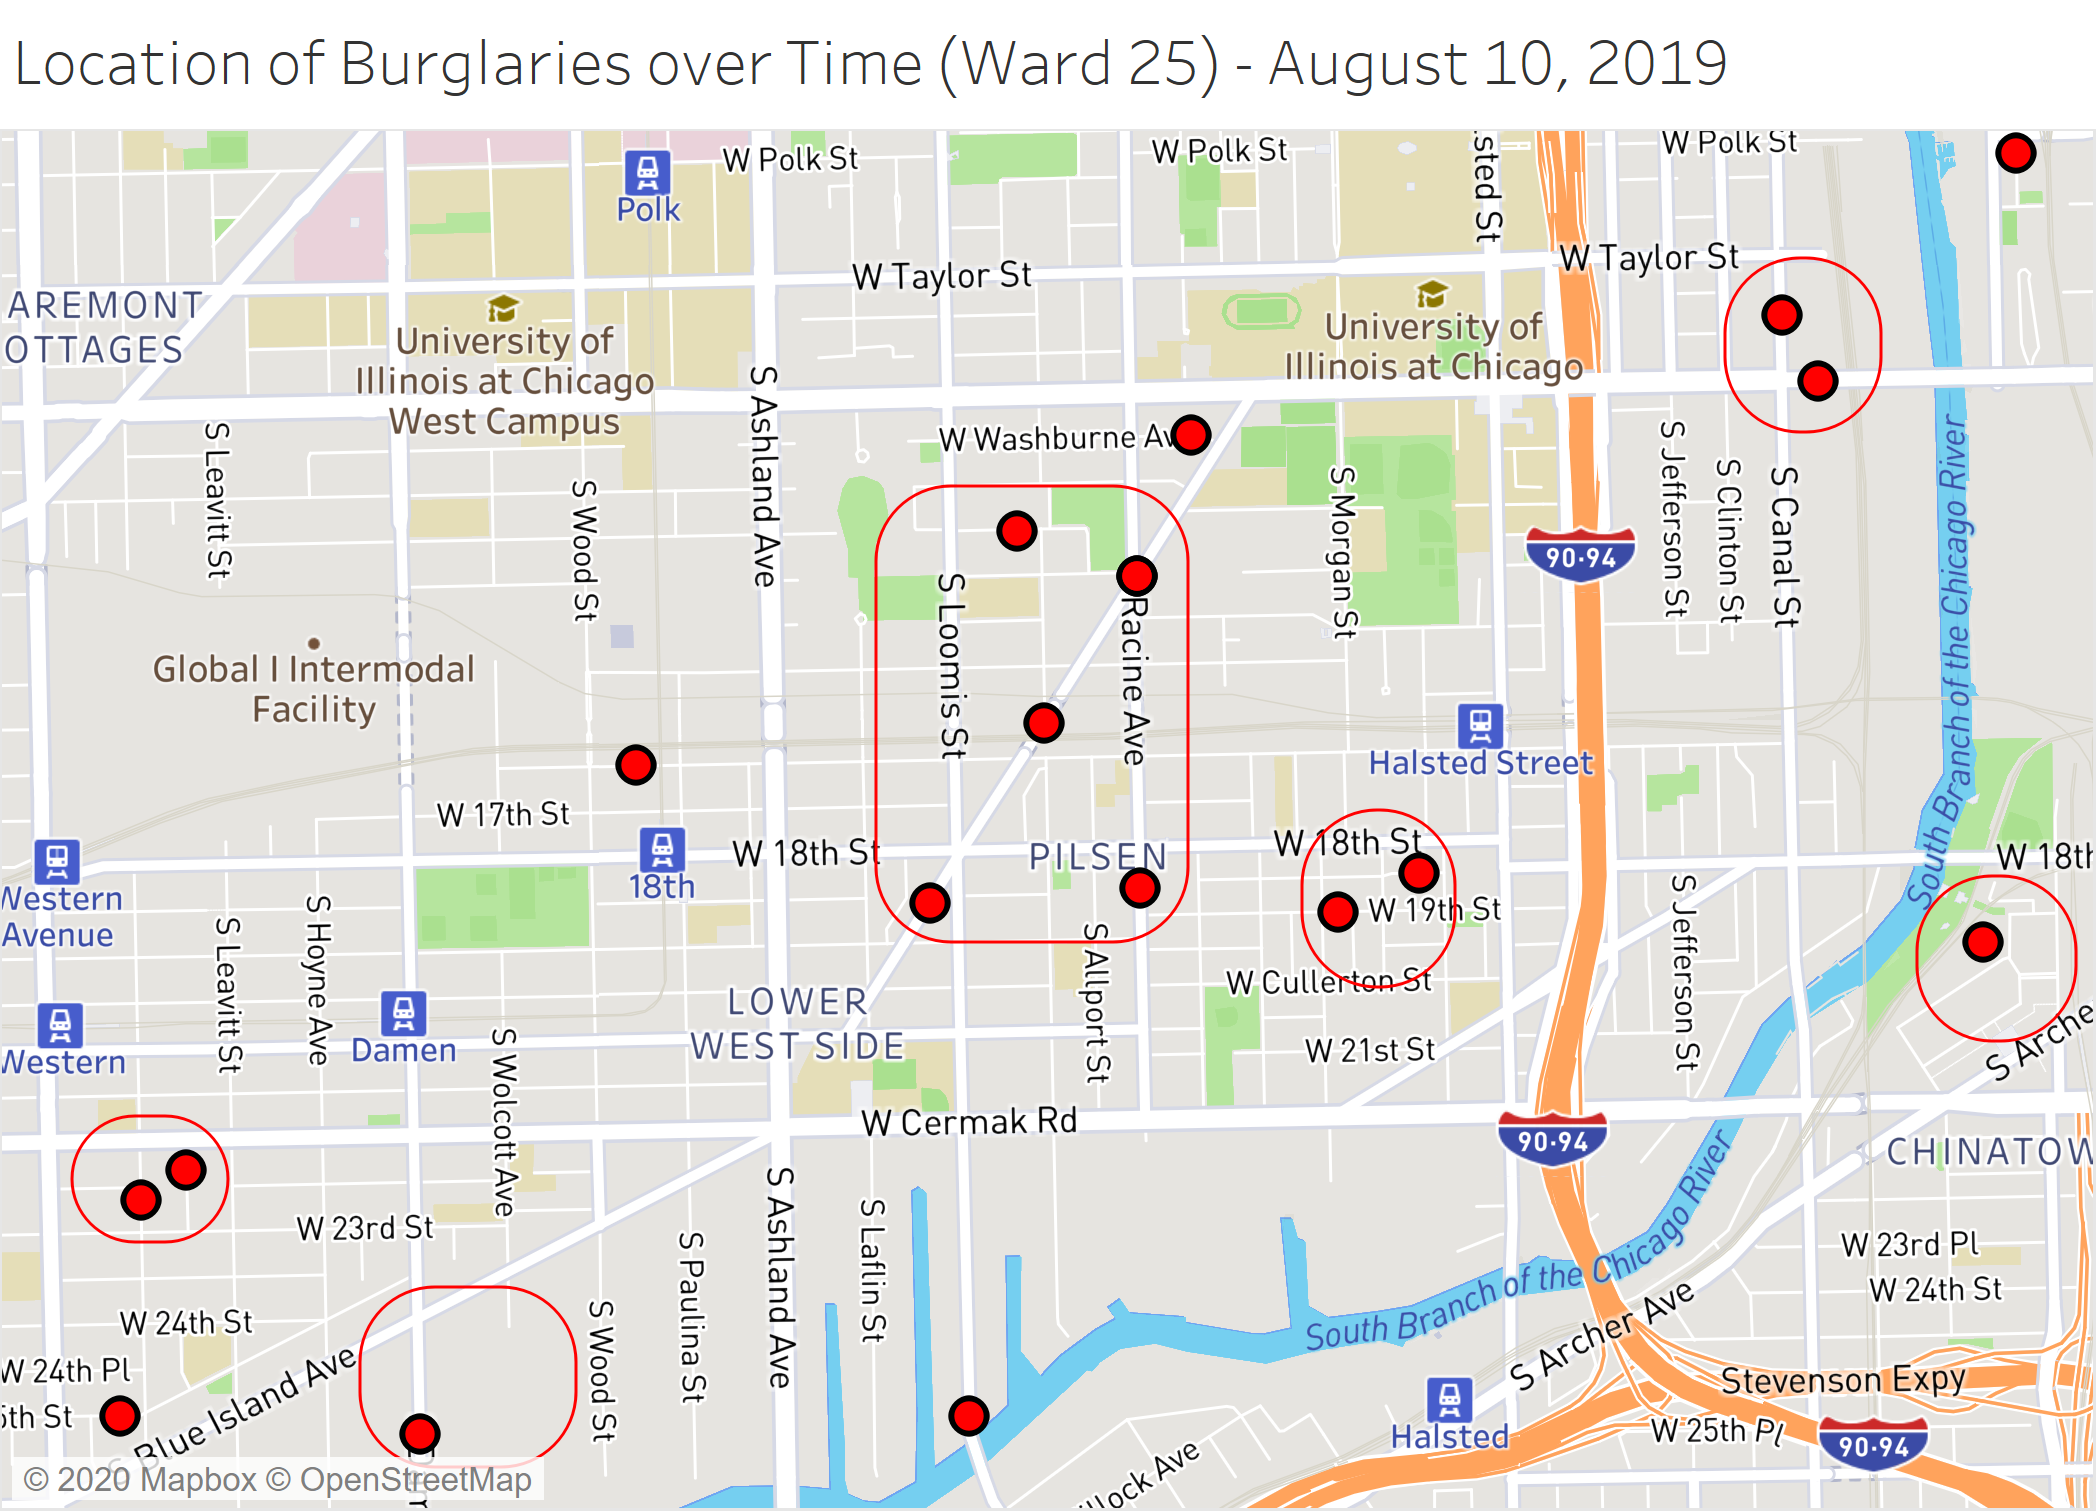 Location of Burglaries over Time (Ward 25) - August 10, 2019
W Polk St
W Polk St
W Polk St
Polk
sted St
W Taylor St
W Taylor St
AREMONT
OTTAGES
University of
Illinois at Chicago
West Campus
University of
Illinois at Chicago
S Ashland Ave
W Washburne Av
S Leavitt St
S Wood St
S Morgan St
S Jefferson St
S Clinton St
S Canal St
South Branch of the Chicago River
90·94
S Loomis St
Racine Ave
Global I Intermodal
Facility
Halsted Street
W 17th St
W 18th St
18th
PILSEN
W 18th St
W 18th
W 19th St
Western
Avenue
S Leavitt St
S Hoyne Ave
S Allport St
S Jefferson St
W Cullerton St
LOWER
WEST SIDE
Western
Damen
S Wolcott Ave
W 21st St
S Arche
W Cermak Rd
90·94
CHINATOW
W 23rd St
S Ashland Ave
S Laflin St
S Paulina St
S Wood St
W 23rd Pl
W 24th St
W 24th St
South Branch of the Chicago River
S Archer Ave
W 24th Pl
5th St
S Blue Island Ave
Stevenson Expy
Halsted
W 25th Pl
90·94
© 2020 Mapbox © OpenStreetMap